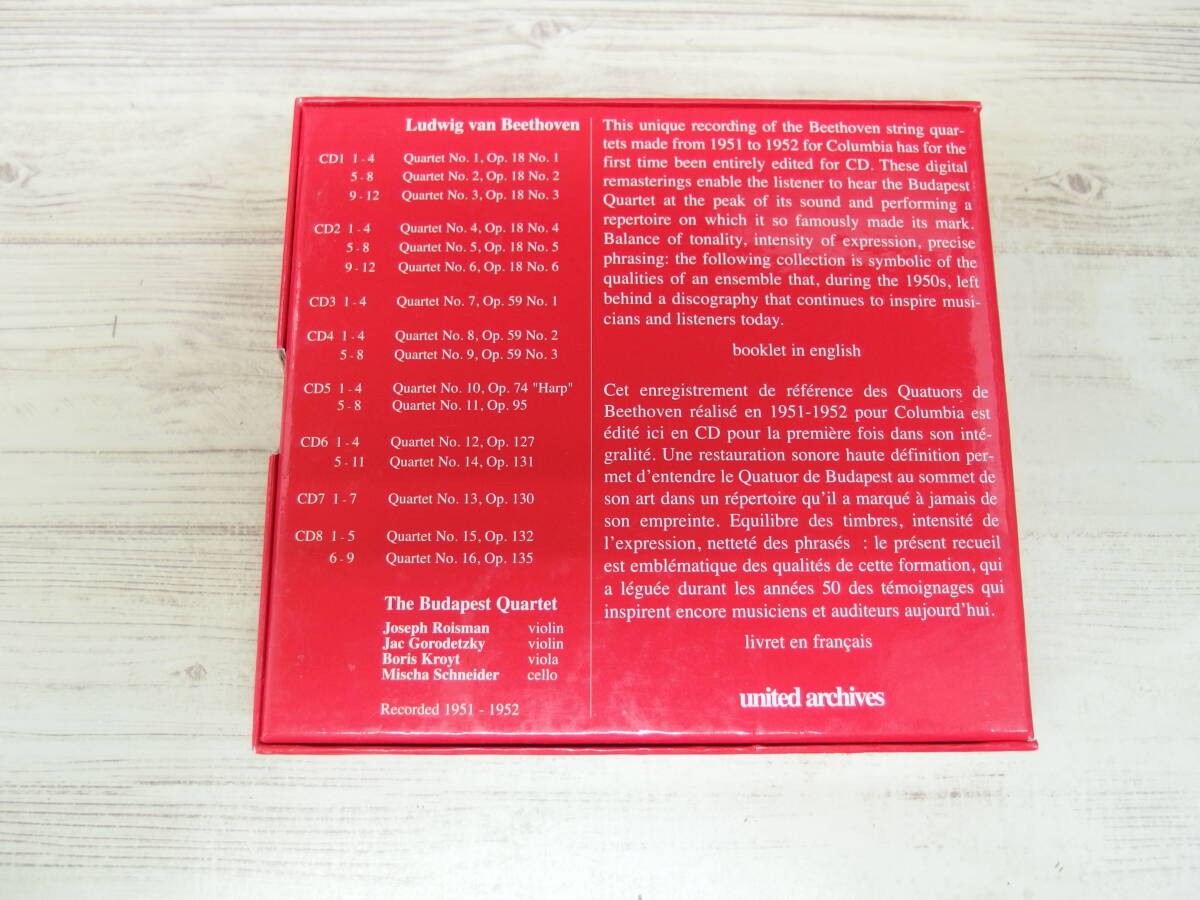 Ludwig van Beethoven
CD1 1 - 4 Quartet No. 1, Op. 18 No. 1
5 - 8 Quartet No. 2, Op. 18 No. 2
9 - 12 Quartet No. 3, Op. 18 No. 3
CD2 1 - 4 Quartet No. 4, Op. 18 No. 4
5 - 8 Quartet No. 5, Op. 18 No. 5
9 - 12 Quartet No. 6, Op. 18 No. 6
CD3 1 - 4 Quartet No. 7, Op. 59 No. 1
CD4 1 - 4 Quartet No. 8, Op. 59 No. 2
5 - 8 Quartet No. 9, Op. 59 No. 3
CD5 1 - 4 Quartet No. 10, Op. 74 "Harp"
5 - 8 Quartet No. 11, Op. 95
CD6 1 - 4 Quartet No. 12, Op. 127
5 - 11 Quartet No. 14, Op. 131
CD7 1 - 7 Quartet No. 13, Op. 130
CD8 1 - 5 Quartet No. 15, Op. 132
6 - 9 Quartet No. 16, Op. 135
The Budapest Quartet
Joseph Roisman violin
Jac Gorodetzky violin
Boris Kroyt viola
Mischa Schneider cello
Recorded 1951 - 1952
This unique recording of the Beethoven string quar-
tets made from 1951 to 1952 for Columbia has for the
first time been entirely edited for CD. These digital
remasterings enable the listener to hear the Budapest
Quartet at the peak of its sound and performing a
repertoire on which it so famously made its mark.
Balance of tonality, intensity of expression, precise
phrasing: the following collection is symbolic of the
qualities of an ensemble that, during the 1950s, left
behind a discography that continues to inspire musi-
cians and listeners today.
booklet in english
Cet enregistrement de référence des Quatuors de
Beethoven réalisé en 1951-1952 pour Columbia est
édité ici en CD pour la première fois dans son inté-
gralité. Une restauration sonore haute définition per-
met d'entendre le Quatuor de Budapest au sommet de
son art dans un répertoire qu'il a marqué à jamais de
son empreinte. Equilibre des timbres, intensité de
l'expression, netteté des phrasés : le présent recueil
est emblématique des qualités de cette formation, qui
a léguée durant les années 50 des témoignages qui
inspirent encore musiciens et auditeurs aujourd'hui.
livret en français
united archives